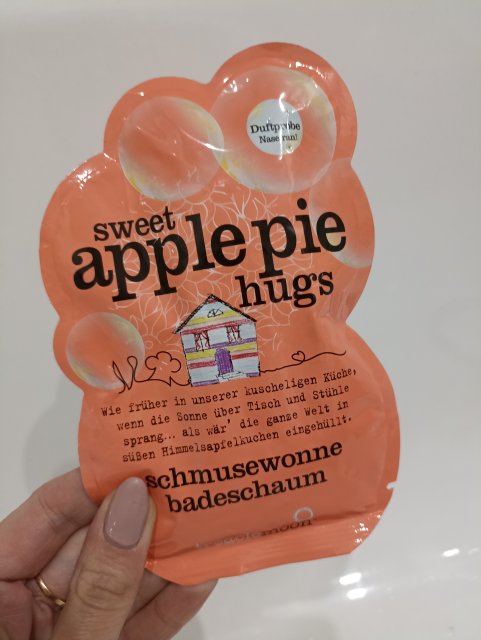 Duftprobe
Nase ran!
sweet
apple pie
hugs
Wie früher in unserer kuscheligen Küche,
wenn die Sonne über Tisch und Stühle
sprang... als wär' die ganze Welt in
süßen Himmelsapfelkuchen eingehüllt.
schmusewonne
badeschaum
moon